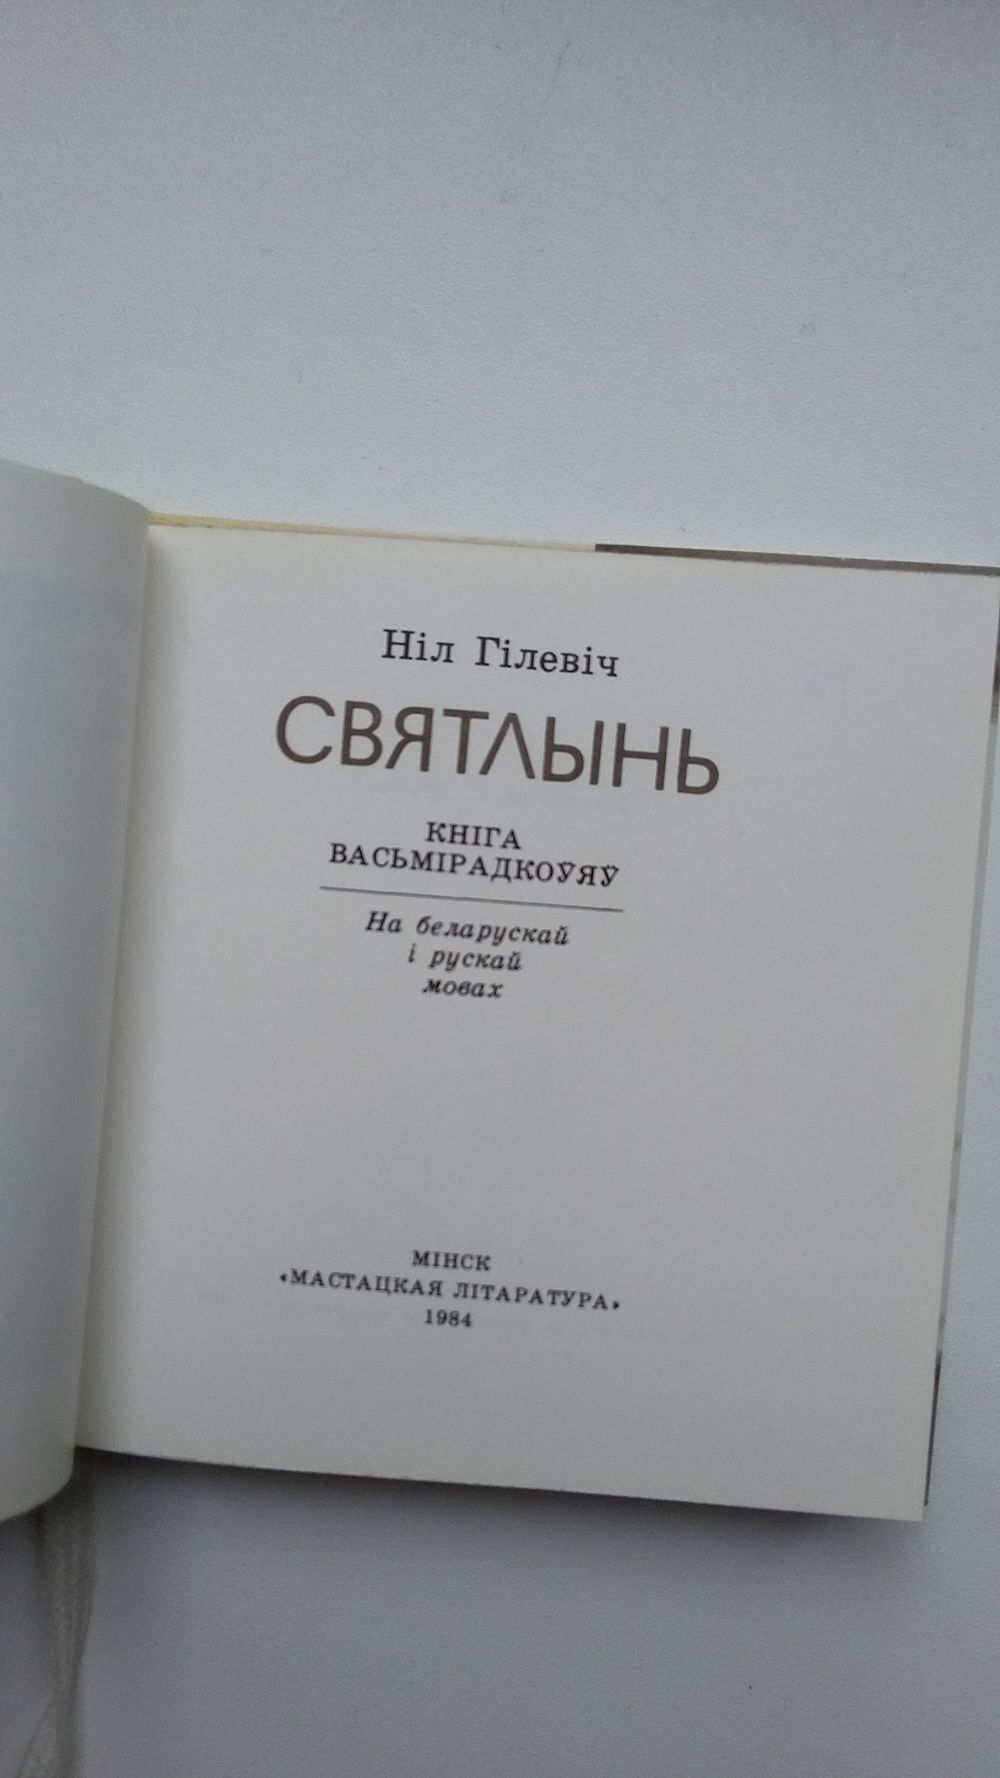 Ніл Гілевіч
СВЯТЛЫНЬ
КНІГА
ВАСЬМІРАДКОЎЯЎ
На беларускай
і рускай
мовах
МІНСК
«МАСТАЦКАЯ ЛІТАРАТУРА»
1984